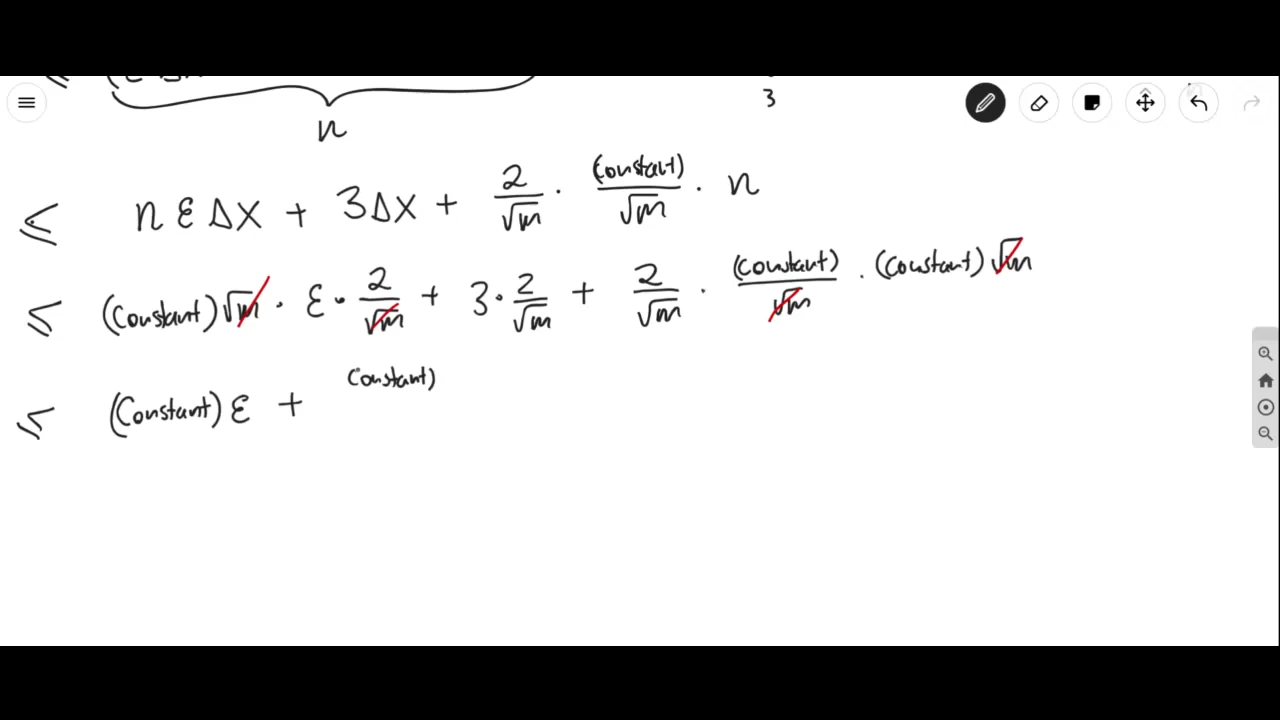 3
n
≤ n ε Δx + 3Δx + 2/√m · (constant)/√m · n
≤ (constant)√m · ε · 2/√m + 3 · 2/√m + 2/√m · (constant)/√m · (constant)√m
≤ (constant) ε + constant)